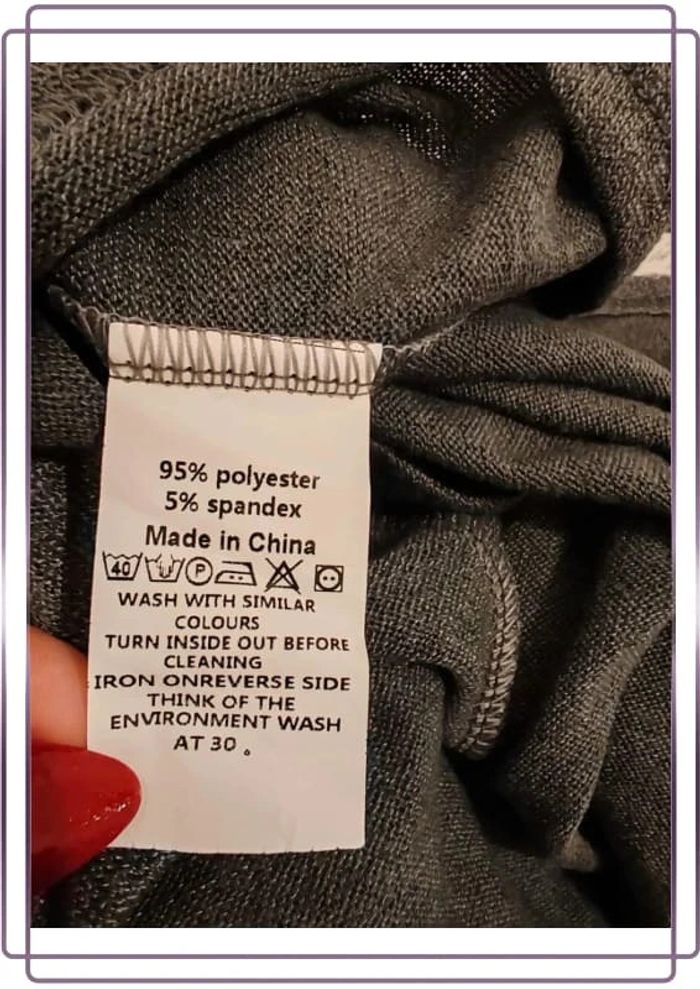 95% polyester
5% spandex
Made in China
40 P
WASH WITH SIMILAR
COLOURS
TURN INSIDE OUT BEFORE
CLEANING
IRON ONREVERSE SIDE
THINK OF THE
ENVIRONMENT WASH
AT 30 。